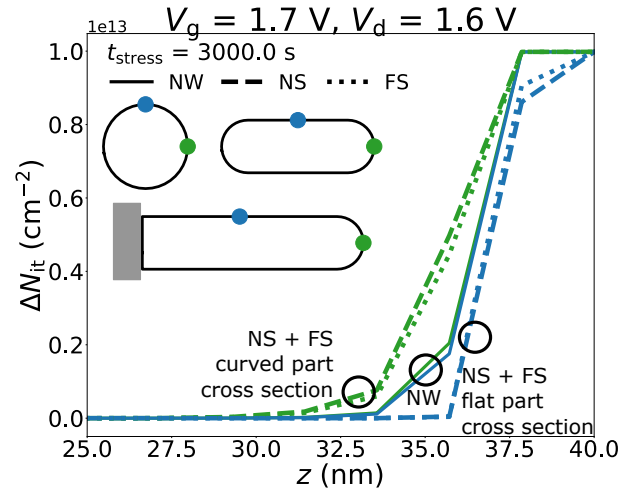 V_g = 1.7 V, V_d = 1.6 V
1e13
t_stress = 3000.0 s
NW NS FS
1.0
0.8
0.6
0.4
0.2
0.0
ΔN_it (cm⁻²)
NS + FS
curved part
cross section
NW
NS + FS
flat part
cross section
25.0 27.5 30.0 32.5 35.0 37.5 40.0
z (nm)